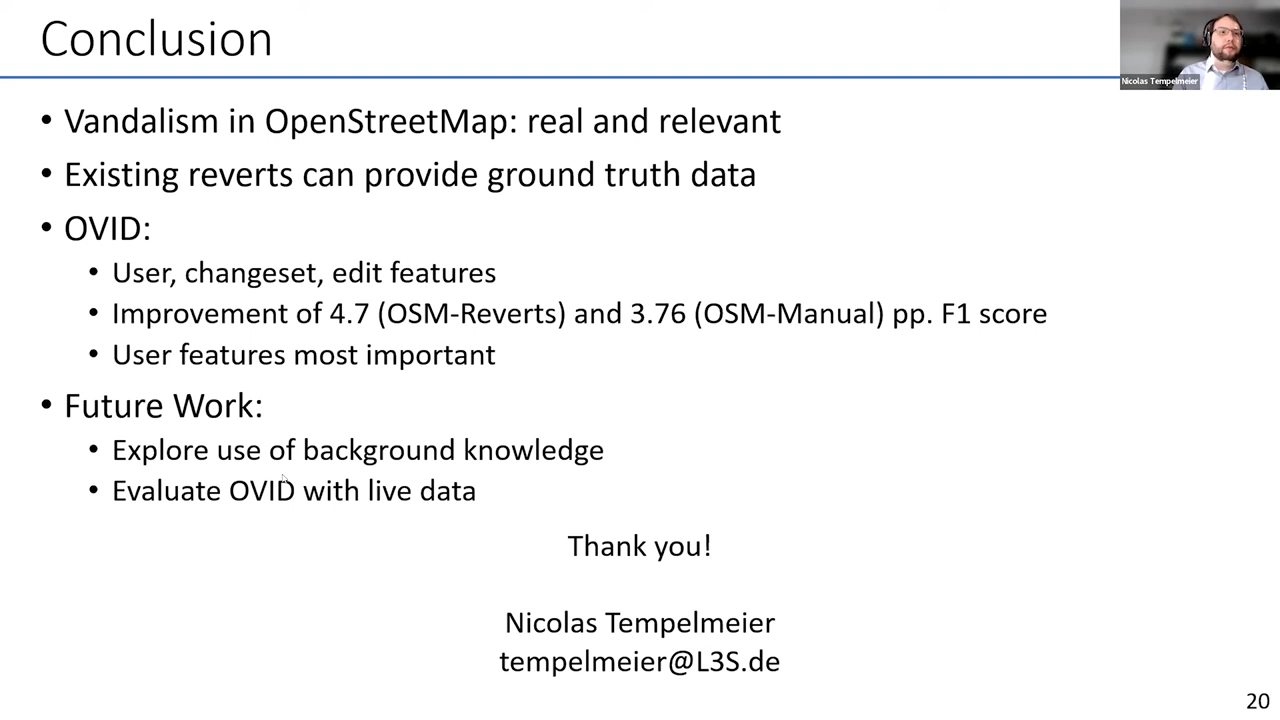 Conclusion
Nicolas Tempelmeier
• Vandalism in OpenStreetMap: real and relevant
• Existing reverts can provide ground truth data
• OVID:
• User, changeset, edit features
• Improvement of 4.7 (OSM-Reverts) and 3.76 (OSM-Manual) pp. F1 score
• User features most important
• Future Work:
• Explore use of background knowledge
• Evaluate OVID with live data
Thank you!
Nicolas Tempelmeier
tempelmeier@L3S.de
20